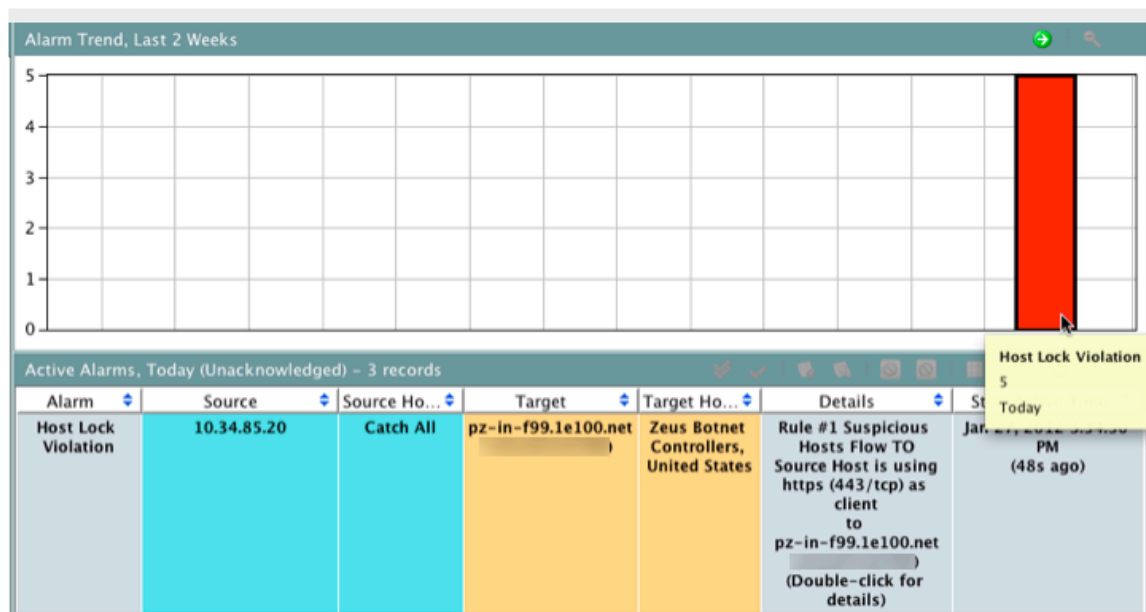 Alarm Trend, Last 2 Weeks
5
4
3
2
1
0
Host Lock Violation
5
Today
Active Alarms, Today (Unacknowledged) – 3 records
Alarm Source Source Ho... Target Target Ho... Details
Host Lock
Violation
10.34.85.20
Catch All
pz-in-f99.1e100.net
)
Zeus Botnet
Controllers,
United States
Rule #1 Suspicious
Hosts Flow TO
Source Host is using
https (443/tcp) as
client
to
pz-in-f99.1e100.net
)
(Double-click for
details)
PM
(48s ago)